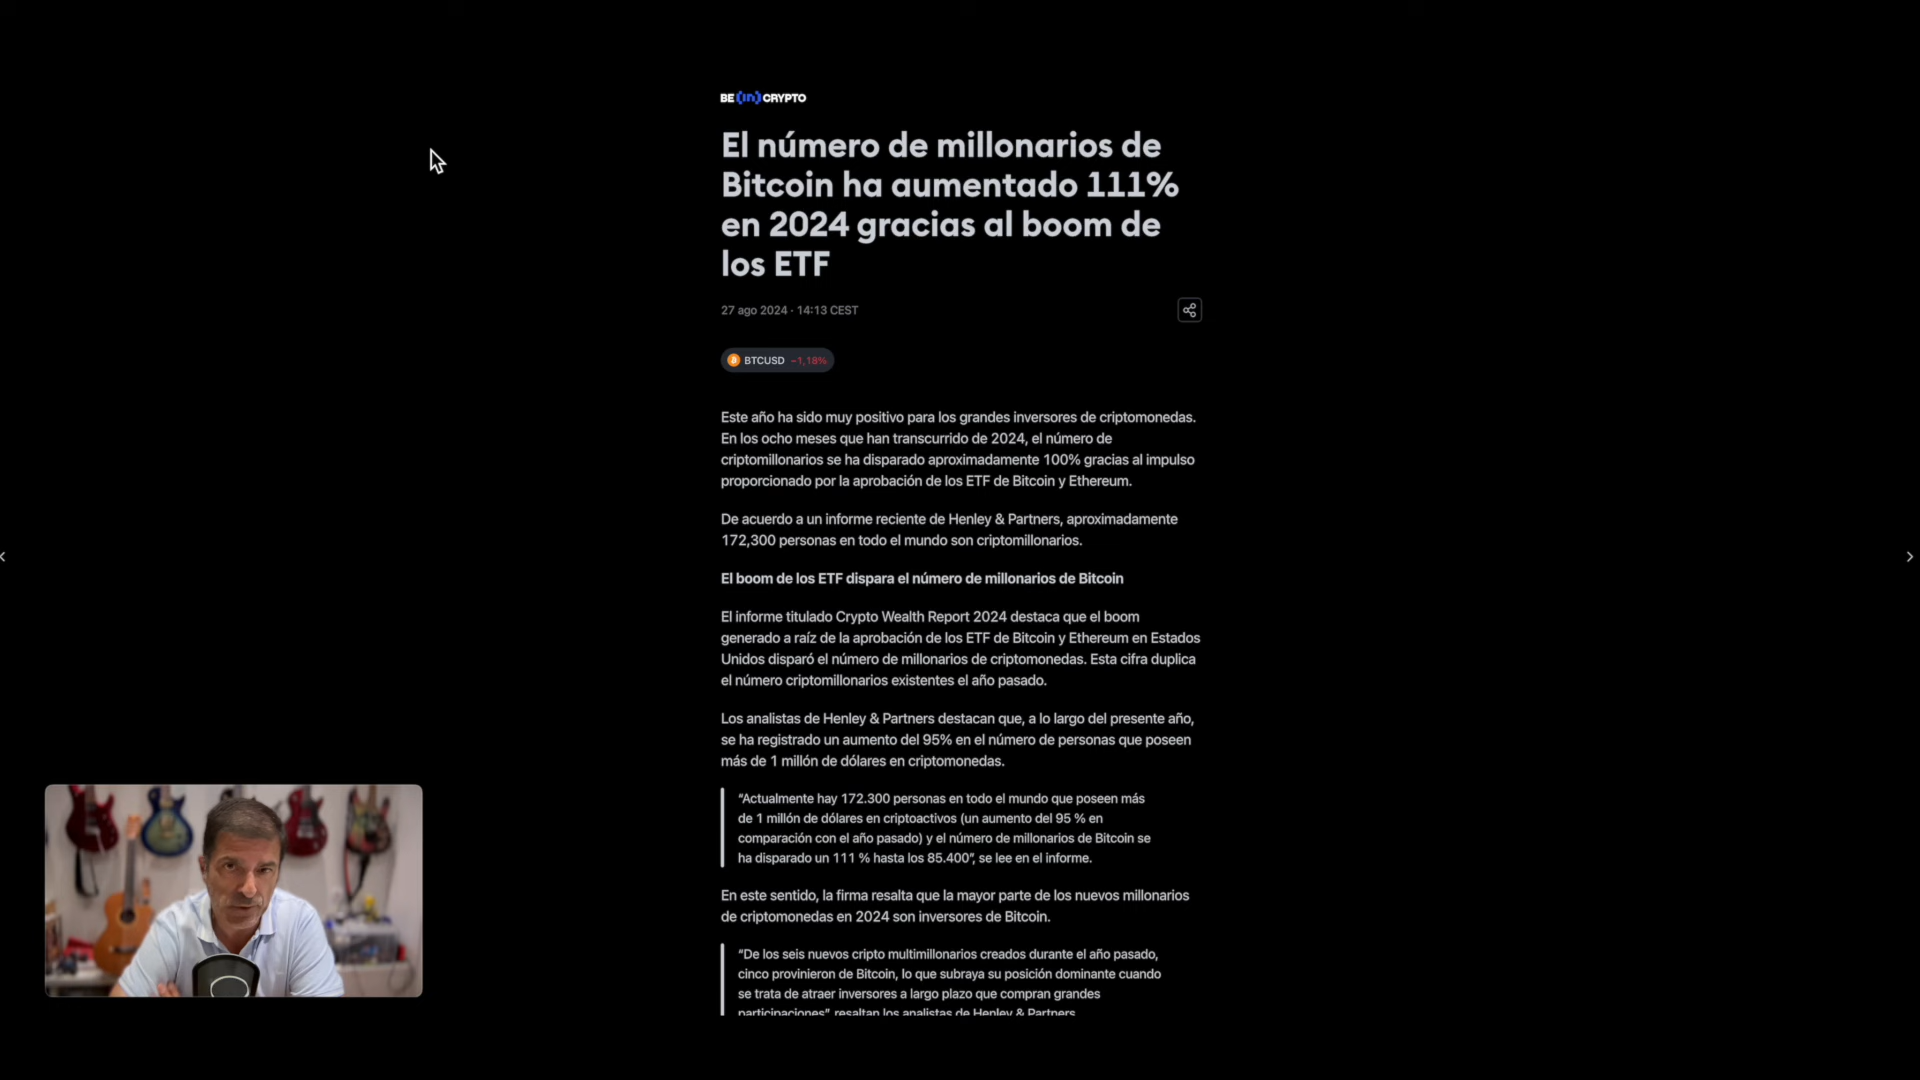 BE[in]CRYPTO
El número de millonarios de
Bitcoin ha aumentado 111%
en 2024 gracias al boom de
los ETF
27 ago 2024 · 14:13 CEST
BTCUSD −1,18%
Este año ha sido muy positivo para los grandes inversores de criptomonedas.
En los ocho meses que han transcurrido de 2024, el número de
criptomillonarios se ha disparado aproximadamente 100% gracias al impulso
proporcionado por la aprobación de los ETF de Bitcoin y Ethereum.
De acuerdo a un informe reciente de Henley & Partners, aproximadamente
172,300 personas en todo el mundo son criptomillonarios.
El boom de los ETF dispara el número de millonarios de Bitcoin
El informe titulado Crypto Wealth Report 2024 destaca que el boom
generado a raíz de la aprobación de los ETF de Bitcoin y Ethereum en Estados
Unidos disparó el número de millonarios de criptomonedas. Esta cifra duplica
el número criptomillonarios existentes el año pasado.
Los analistas de Henley & Partners destacan que, a lo largo del presente año,
se ha registrado un aumento del 95% en el número de personas que poseen
más de 1 millón de dólares en criptomonedas.
“Actualmente hay 172.300 personas en todo el mundo que poseen más
de 1 millón de dólares en criptoactivos (un aumento del 95 % en
comparación con el año pasado) y el número de millonarios de Bitcoin se
ha disparado un 111 % hasta los 85.400”, se lee en el informe.
En este sentido, la firma resalta que la mayor parte de los nuevos millonarios
de criptomonedas en 2024 son inversores de Bitcoin.
“De los seis nuevos cripto multimillonarios creados durante el año pasado,
cinco provinieron de Bitcoin, lo que subraya su posición dominante cuando
se trata de atraer inversores a largo plazo que compran grandes
participaciones”, resaltan los analistas de Henley & Partners.